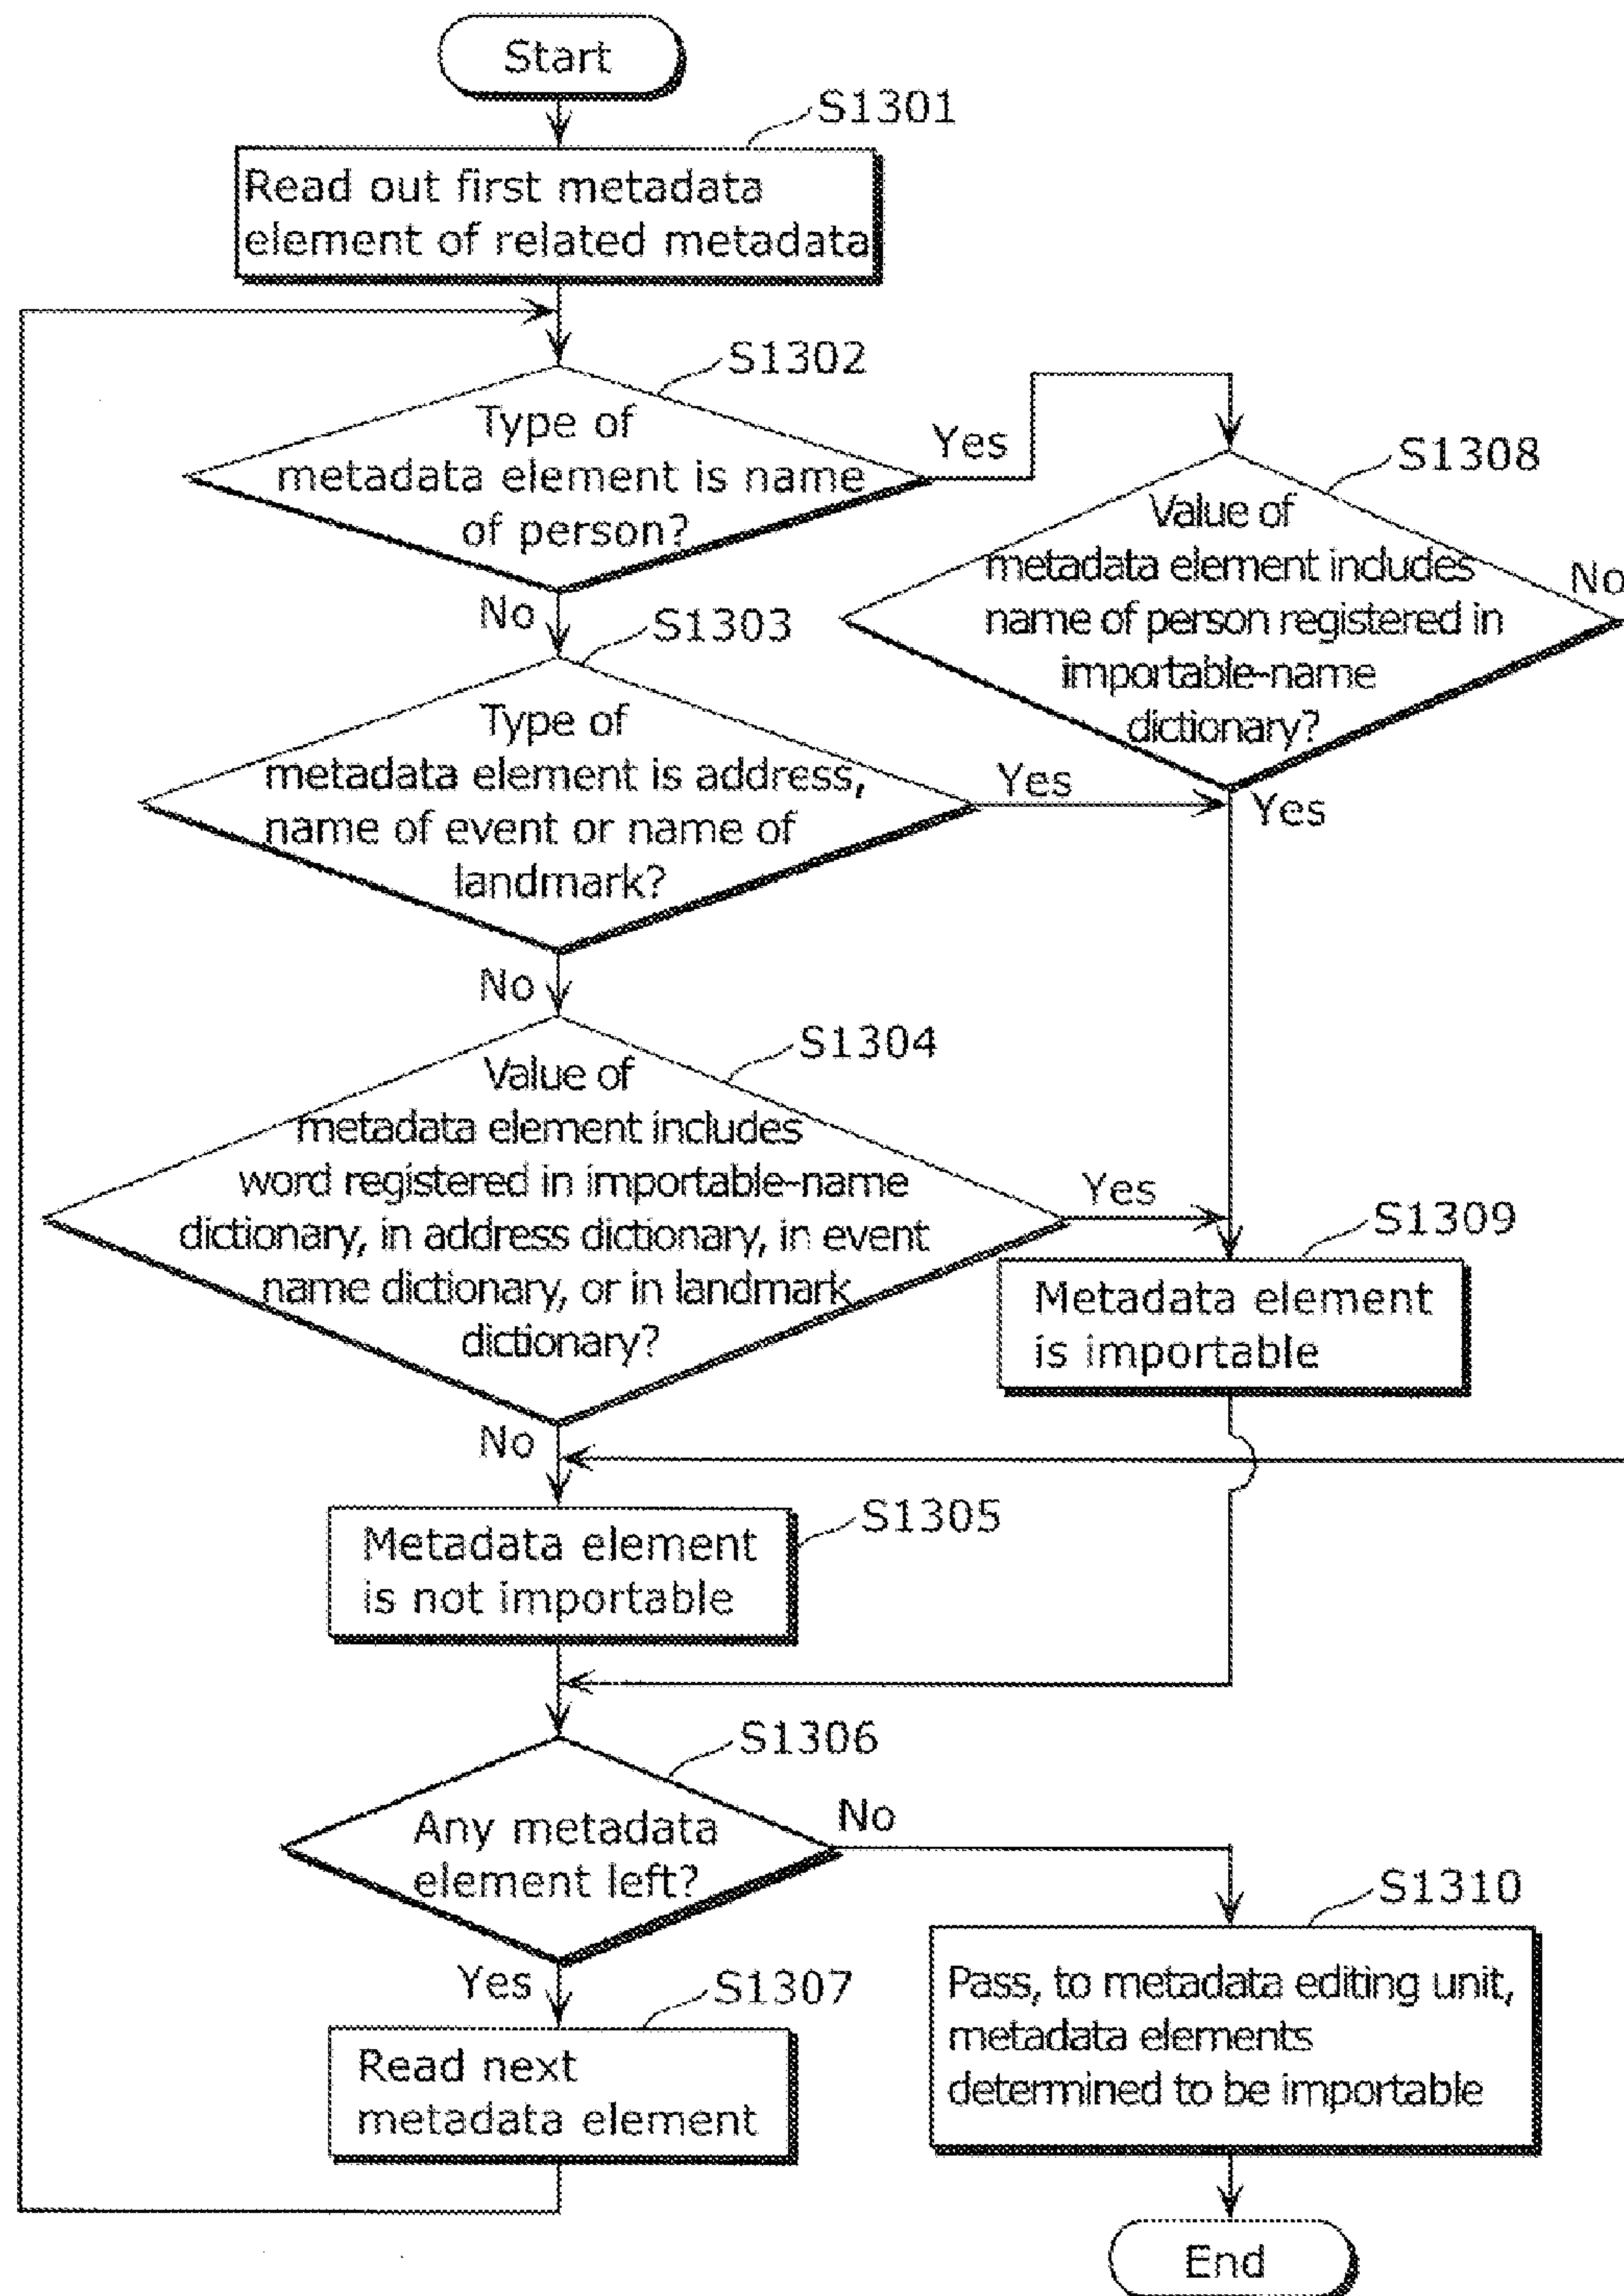 Start
S1301
Read out first metadata
element of related metadata
S1302
Type of
metadata element is name
of person?
Yes
No
S1308
Value of
metadata element includes
name of person registered in
importable-name
dictionary?
No
Yes
S1303
Type of
metadata element is address,
name of event or name of
landmark?
Yes
No
S1304
Value of
metadata element includes
word registered in importable-name
dictionary, in address dictionary, in event
name dictionary, or in landmark
dictionary?
Yes
No
S1309
Metadata element
is importable
S1305
Metadata element
is not importable
S1306
Any metadata
element left?
No
Yes
S1307
Read next
metadata element
S1310
Pass, to metadata editing unit,
metadata elements
determined to be importable
End